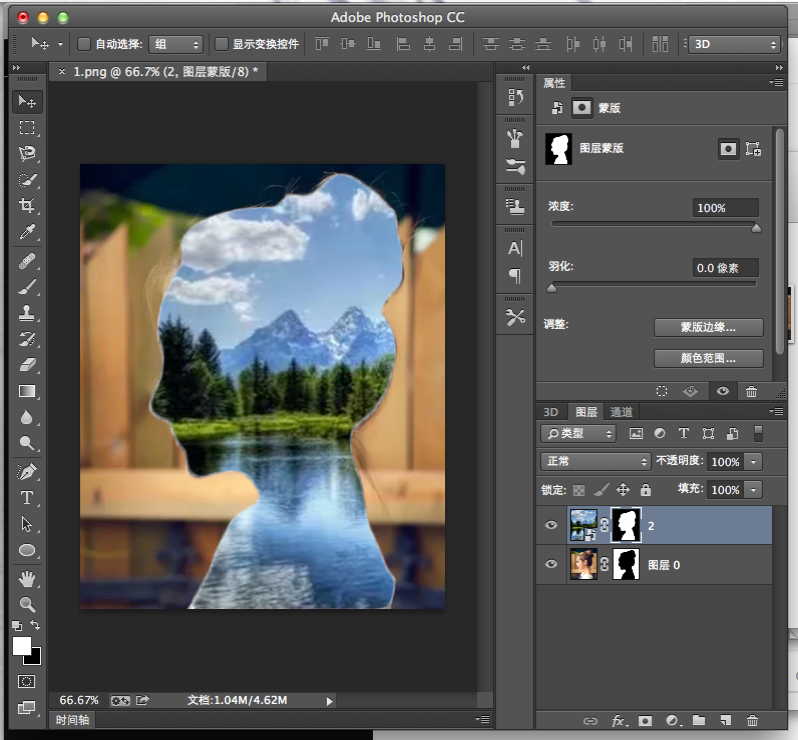 Adobe Photoshop CC
自动选择: 组 显示变换控件 3D
1.png @ 66.7% (2, 图层蒙版/8) *
属性
蒙版
图层蒙版
浓度: 100%
羽化: 0.0 像素
调整: 蒙版边缘...
颜色范围...
3D 图层 通道
类型
正常 不透明度: 100%
锁定: 填充: 100%
2
图层 0
66.67% 文档:1.04M/4.62M
时间轴